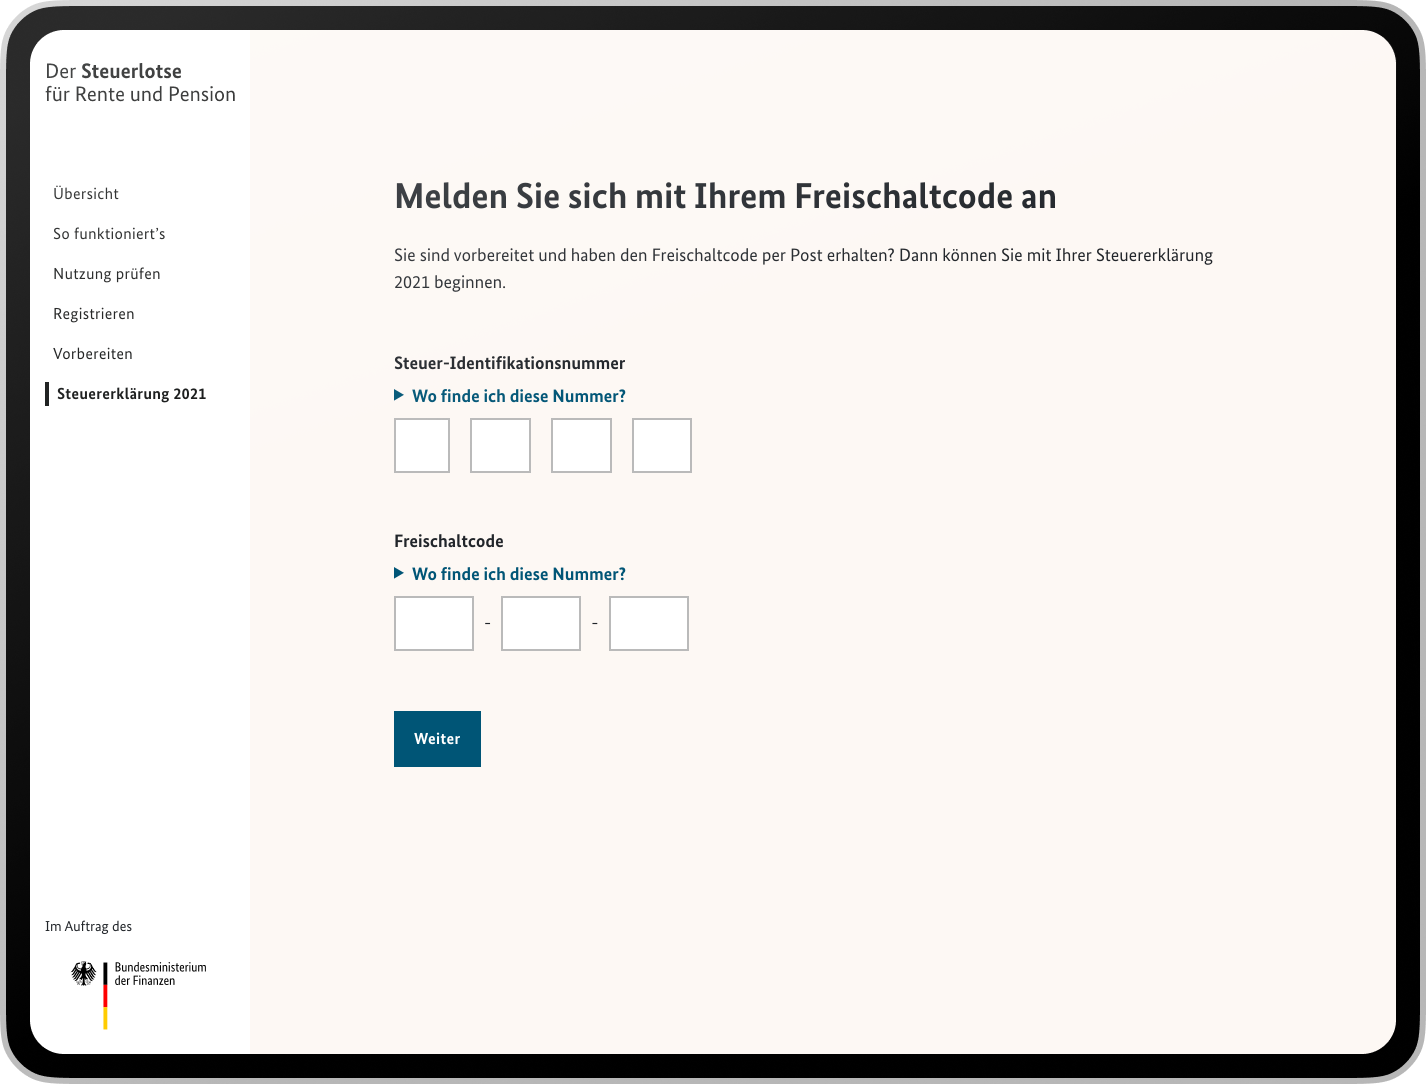 Der Steuerlotse
für Rente und Pension
Übersicht
So funktioniert’s
Nutzung prüfen
Registrieren
Vorbereiten
Steuererklärung 2021
Im Auftrag des
Bundesministerium
der Finanzen
Melden Sie sich mit Ihrem Freischaltcode an
Sie sind vorbereitet und haben den Freischaltcode per Post erhalten? Dann können Sie mit Ihrer Steuererklärung
2021 beginnen.
Steuer-Identifikationsnummer
Wo finde ich diese Nummer?
Freischaltcode
Wo finde ich diese Nummer?
- -
Weiter